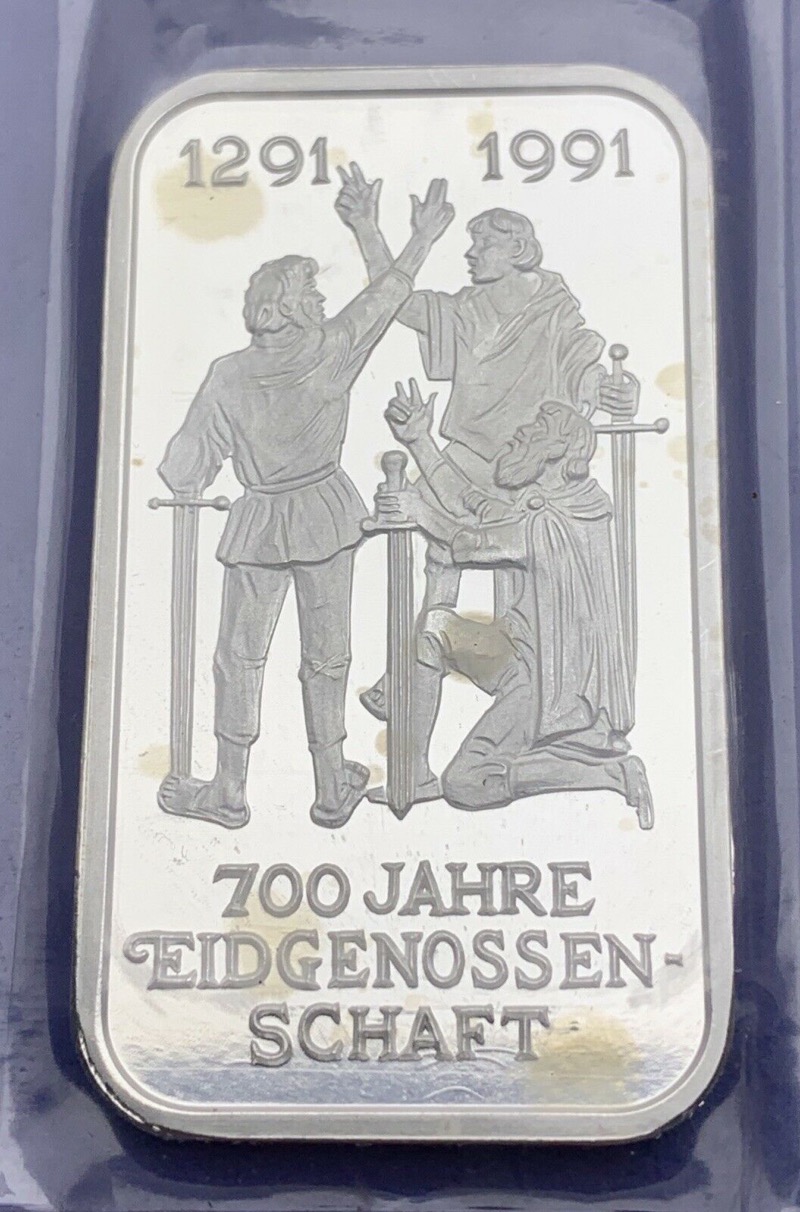 1291 1991
700 JAHRE
EIDGENOSSEN-
SCHAFT